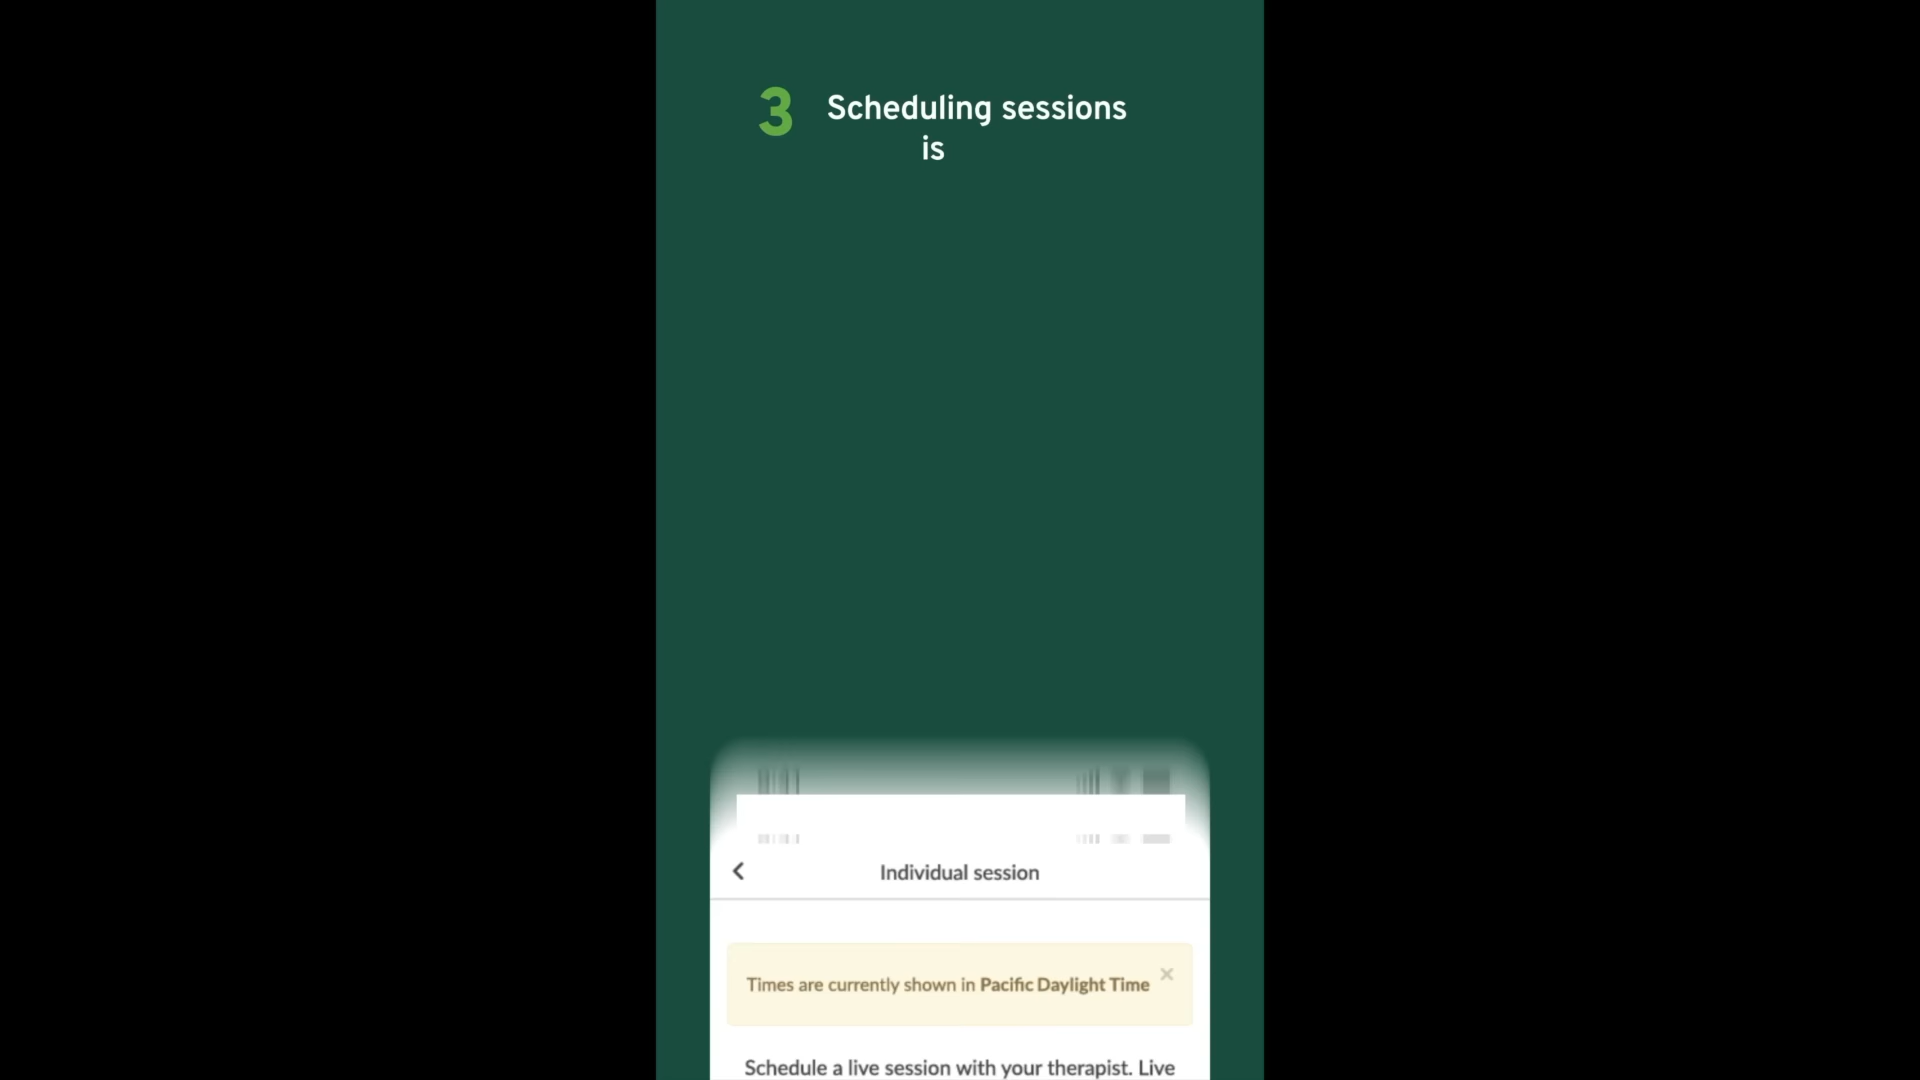 3 Scheduling sessions
is
Individual session
Times are currently shown in Pacific Daylight Time
Schedule a live session with your therapist. Live